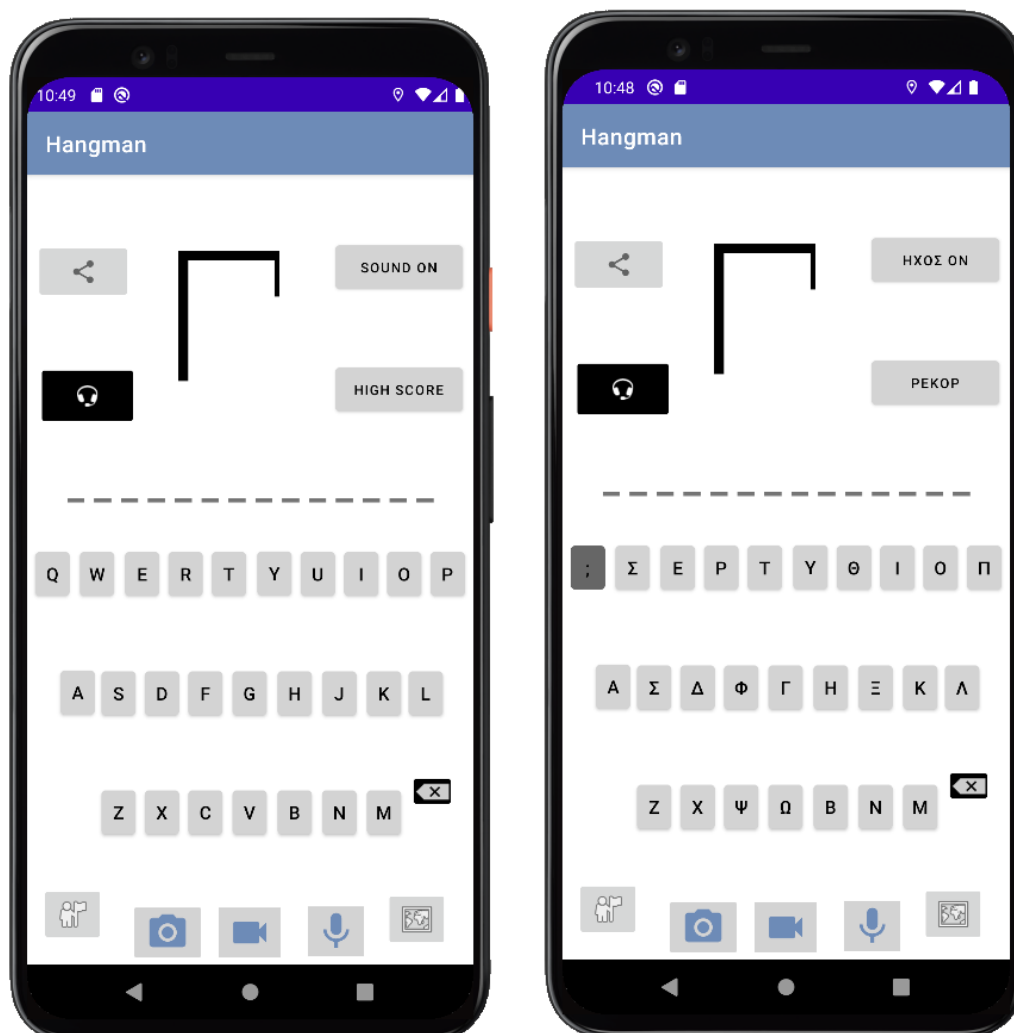 10:49
Hangman
SOUND ON
HIGH SCORE
_ _ _ _ _ _ _ _ _ _ _ _ _ _
Q W E R T Y U I O P
A S D F G H J K L
Z X C V B N M
10:48
Hangman
ΗΧΟΣ ON
ΡΕΚΟΡ
_ _ _ _ _ _ _ _ _ _ _ _ _ _
; Σ Ε Ρ Τ Υ Θ Ι Ο Π
Α Σ Δ Φ Γ Η Ξ Κ Λ
Ζ Χ Ψ Ω Β Ν Μ